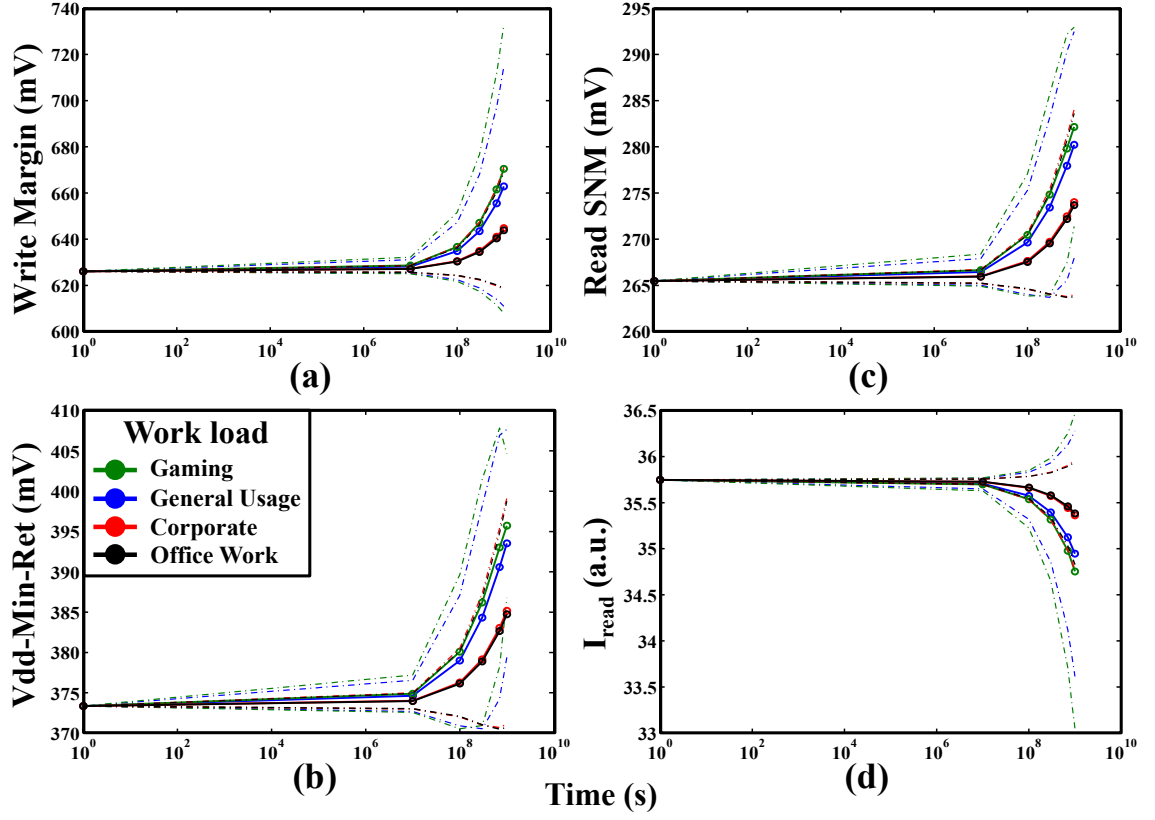 740
720
700
680
660
640
620
600
Write Margin (mV)
10^0 10^2 10^4 10^6 10^8 10^10
(a)
295
290
285
280
275
270
265
260
Read SNM (mV)
10^0 10^2 10^4 10^6 10^8 10^10
(c)
410
405
400
395
390
385
380
375
370
Vdd-Min-Ret (mV)
Work load
Gaming
General Usage
Corporate
Office Work
10^0 10^2 10^4 10^6 10^8 10^10
(b)
36.5
36
35.5
35
34.5
34
33.5
33
I_read (a.u.)
10^0 10^2 10^4 10^6 10^8 10^10
(d)
Time (s)